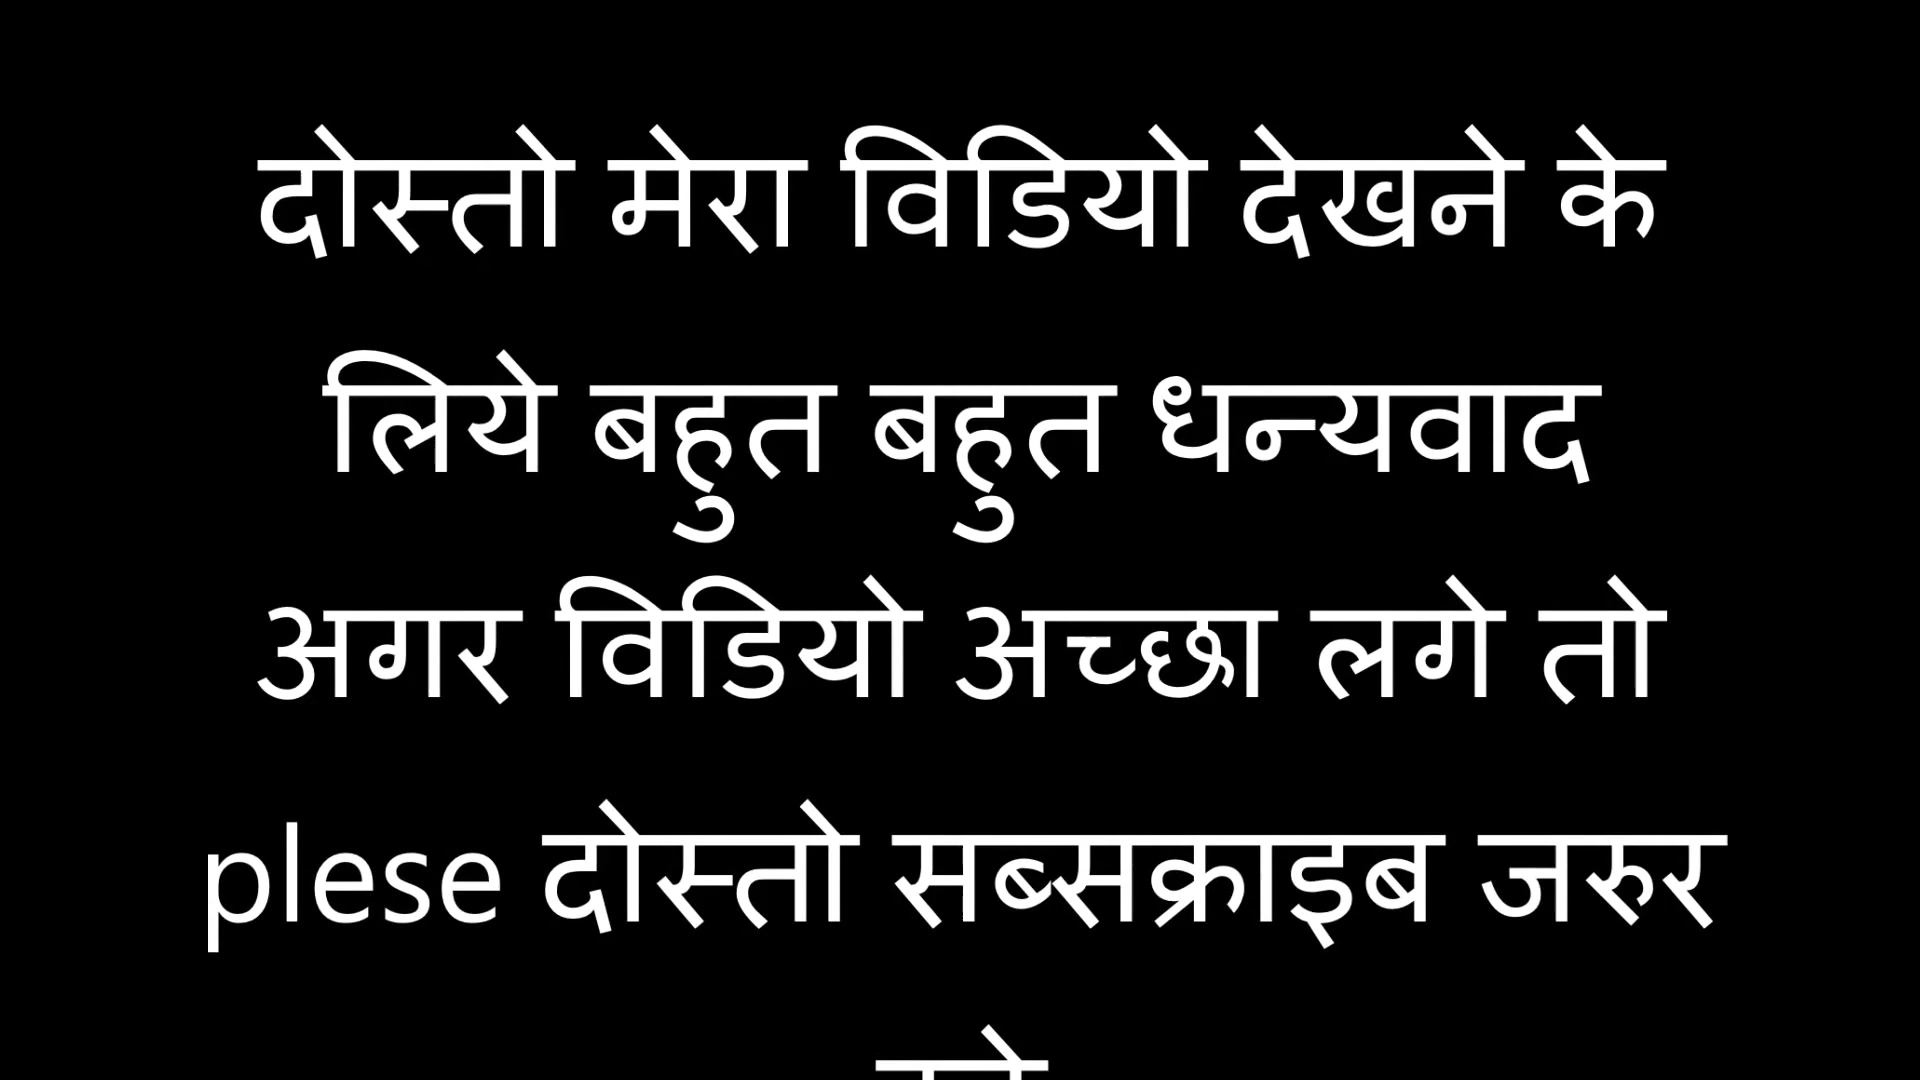 दोस्तो मेरा विडियो देखने के
लिये बहुत बहुत धन्यवाद
अगर विडियो अच्छा लगे तो
plese दोस्तो सब्सक्राइब जरुर